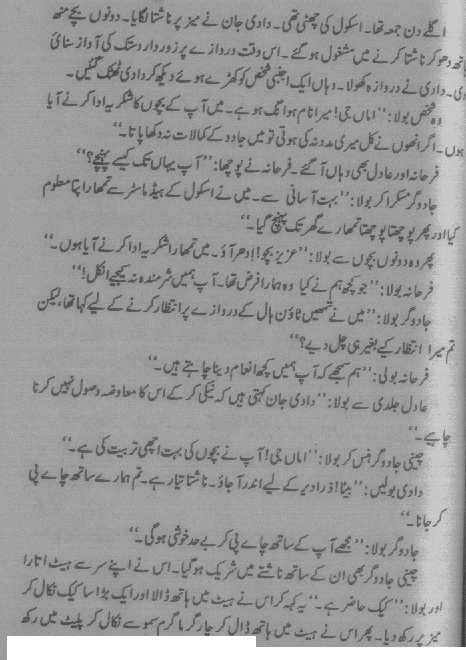 اگلے دن جمعہ تھا۔ اسکول کی چھٹی تھی۔ دادی جان نے میز پر ناشتا لگایا۔ دونوں بچے منھ
ہاتھ دھو کر ناشتا کرنے میں مشغول ہو گئے۔ اس وقت دروازے پر زور دار دستک کی آواز سنائی
دی۔ دادی نے دروازہ کھولا۔ وہاں ایک اجنبی شخص کو کھڑے ہوئے دیکھ کر دادی ٹھٹک گئیں۔
وہ شخص بولا: ”اماں جی! میرا نام ہوانگ ہو ہے۔ میں آپ کے بچوں کا شکریہ ادا کرنے آیا
ہوں۔ اگر انھوں نے کل میری مدد نہ کی ہوتی تو میں جادو کے کمالات نہ دکھا پاتا۔“
فرحانہ اور عادل بھی وہاں آ گئے۔ فرحانہ نے پوچھا: ”آپ یہاں تک کیسے پہنچے؟“
جادوگر مسکرا کر بولا: ”بہت آسانی سے۔ میں نے اسکول کے ہیڈ ماسٹر سے تمھارا پتا معلوم
کیا اور پھر پوچھتا پوچھتا تمھارے گھر تک پہنچ گیا۔“
پھر وہ دونوں بچوں سے بولا: ”عزیز بچو! ادھر آؤ۔ میں تمھارا شکریہ ادا کرنے آیا ہوں۔“
فرحانہ بولا: ”جو کچھ ہم نے کیا وہ ہمارا فرض تھا۔ آپ ہمیں شرمندہ نہ کیجیے انکل!“
جادوگر بولا: ”میں نے تمھیں ٹاؤن ہال کے دروازے پر انتظار کرنے کے لیے کہا تھا، لیکن
تم میرا انتظار کیے بغیر ہی چل دیے؟“
فرحانہ بولی: ”ہم سمجھے کہ آپ ہمیں کچھ انعام دینا چاہتے ہیں۔“
عادل جلدی سے بولا: ”دادی جان کہتی ہیں کہ نیکی کر کے اس کا معاوضہ وصول نہیں کرنا
چاہیے۔“
چینی جادوگر ہنس کر بولا: ”اماں جی! آپ نے بچوں کی بہت اچھی تربیت کی ہے۔“
دادی بولیں: ”بیٹا! ذرا دیر کے لیے اندر آ جاؤ۔ ناشتا تیار ہے۔ تم ہمارے ساتھ چاے پی
کر جانا۔“
جادوگر بولا: ”مجھے آپ کے ساتھ چاے پی کر بے حد خوشی ہوگی۔“
چینی جادوگر بھی ان کے ساتھ ناشتے میں شریک ہو گیا۔ اس نے اپنے سر سے ہیٹ اتارا
اور بولا: ”کیک حاضر ہے۔“ یہ کہہ کر اس نے ہیٹ میں ہاتھ ڈالا اور ایک بڑا سا کیک نکال کر
میز پر رکھ دیا۔ پھر اس نے ہیٹ میں ہاتھ ڈال کر چار گرما گرم سموسے نکال کر پلیٹ میں رکھ